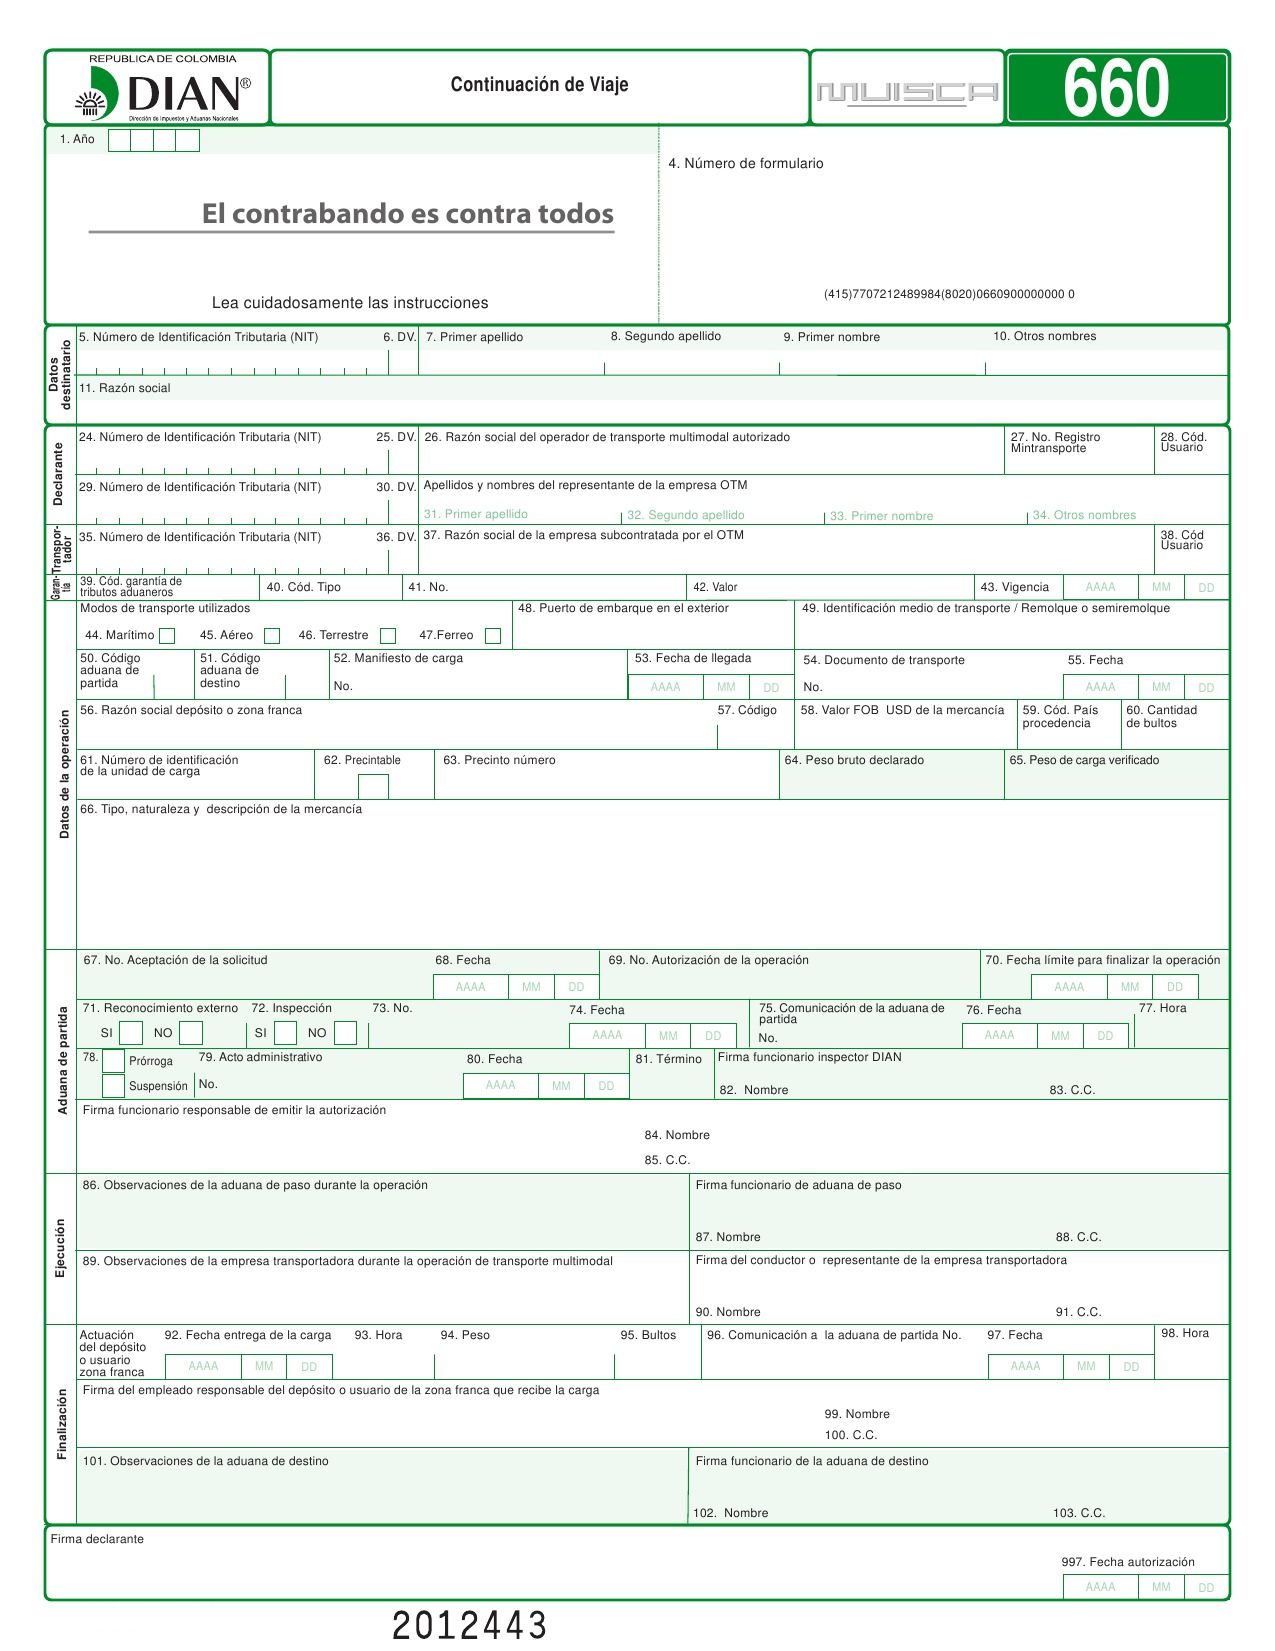 REPUBLICA DE COLOMBIA
DIAN®
Dirección de Impuestos y Aduanas Nacionales
Continuación de Viaje
MUISCA
660
1. Año
4. Número de formulario
El contrabando es contra todos
Lea cuidadosamente las instrucciones
(415)7707212489984(8020)0660900000000 0
Datos destinatario
5. Número de Identificación Tributaria (NIT) 6. DV. 7. Primer apellido 8. Segundo apellido 9. Primer nombre 10. Otros nombres
11. Razón social
Declarante
24. Número de Identificación Tributaria (NIT) 25. DV. 26. Razón social del operador de transporte multimodal autorizado 27. No. Registro Mintransporte 28. Cód. Usuario
29. Número de Identificación Tributaria (NIT) 30. DV. Apellidos y nombres del representante de la empresa OTM
31. Primer apellido 32. Segundo apellido 33. Primer nombre 34. Otros nombres
Transpor-tador
35. Número de Identificación Tributaria (NIT) 36. DV. 37. Razón social de la empresa subcontratada por el OTM 38. Cód Usuario
Garan-tia
39. Cód. garantía de tributos aduaneros 40. Cód. Tipo 41. No. 42. Valor 43. Vigencia AAAA MM DD
Datos de la operación
Modos de transporte utilizados 48. Puerto de embarque en el exterior 49. Identificación medio de transporte / Remolque o semiremolque
44. Marítimo 45. Aéreo 46. Terrestre 47.Ferreo
50. Código aduana de partida 51. Código aduana de destino 52. Manifiesto de carga No. 53. Fecha de llegada AAAA MM DD 54. Documento de transporte No. 55. Fecha AAAA MM DD
56. Razón social depósito o zona franca 57. Código 58. Valor FOB USD de la mercancía 59. Cód. País procedencia 60. Cantidad de bultos
61. Número de identificación de la unidad de carga 62. Precintable 63. Precinto número 64. Peso bruto declarado 65. Peso de carga verificado
66. Tipo, naturaleza y descripción de la mercancía
Aduana de partida
67. No. Aceptación de la solicitud 68. Fecha AAAA MM DD 69. No. Autorización de la operación 70. Fecha límite para finalizar la operación AAAA MM DD
71. Reconocimiento externo SI NO 72. Inspección SI NO 73. No. 74. Fecha AAAA MM DD 75. Comunicación de la aduana de partida No. 76. Fecha AAAA MM DD 77. Hora
78. Prórroga Suspensión 79. Acto administrativo No. 80. Fecha AAAA MM DD 81. Término Firma funcionario inspector DIAN
82. Nombre 83. C.C.
Firma funcionario responsable de emitir la autorización
84. Nombre
85. C.C.
Ejecución
86. Observaciones de la aduana de paso durante la operación Firma funcionario de aduana de paso
87. Nombre 88. C.C.
89. Observaciones de la empresa transportadora durante la operación de transporte multimodal Firma del conductor o representante de la empresa transportadora
90. Nombre 91. C.C.
Finalización
Actuación del depósito o usuario zona franca 92. Fecha entrega de la carga AAAA MM DD 93. Hora 94. Peso 95. Bultos 96. Comunicación a la aduana de partida No. 97. Fecha AAAA MM DD 98. Hora
Firma del empleado responsable del depósito o usuario de la zona franca que recibe la carga
99. Nombre
100. C.C.
101. Observaciones de la aduana de destino Firma funcionario de la aduana de destino
102. Nombre 103. C.C.
Firma declarante
997. Fecha autorización
AAAA MM DD
2012443